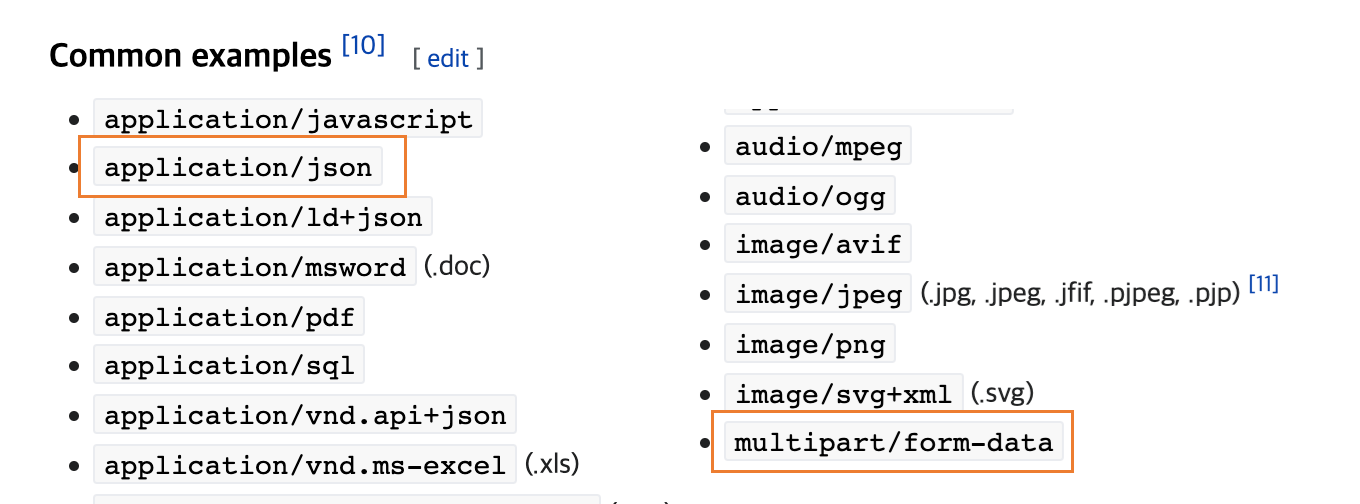 Common examples [10] [ edit ]
application/javascript
application/json
application/ld+json
application/msword (.doc)
application/pdf
application/sql
application/vnd.api+json
application/vnd.ms-excel (.xls)
audio/mpeg
audio/ogg
image/avif
image/jpeg (.jpg, .jpeg, .jfif, .pjpeg, .pjp) [11]
image/png
image/svg+xml (.svg)
multipart/form-data